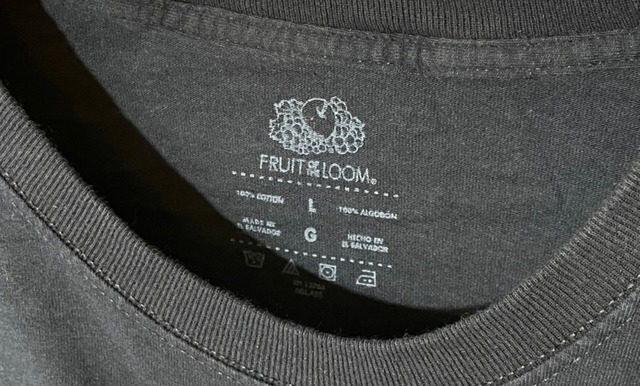 FRUIT OF THE LOOM®
100% COTTON L 100% ALGODÓN
MADE IN EL SALVADOR G HECHO EN EL SALVADOR